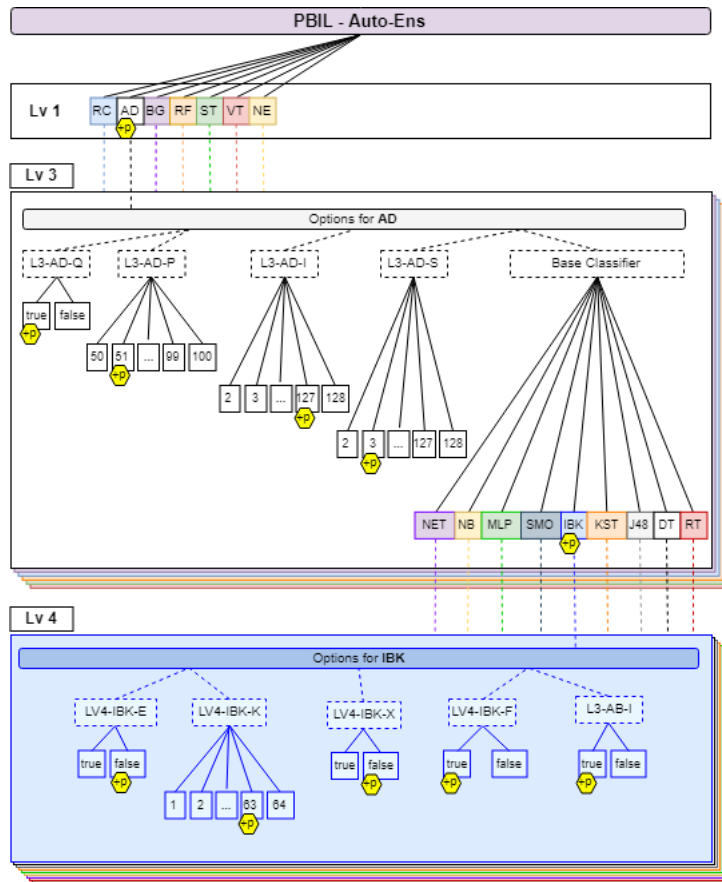 PBIL - Auto-Ens
Lv 1
RC AD BG RF ST VT NE
+p
Lv 3
Options for AD
L3-AD-Q L3-AD-P L3-AD-I L3-AD-S Base Classifier
true false
+p
50 51 ... 99 100
+p
2 3 ... 127 128
+p
2 3 ... 127 128
+p
NET NB MLP SMO IBK KST J48 DT RT
+p
Lv 4
Options for IBK
LV4-IBK-E LV4-IBK-K LV4-IBK-X LV4-IBK-F L3-AB-I
true false true false true false true false
+p +p +p +p
1 2 ... 63 64
+p